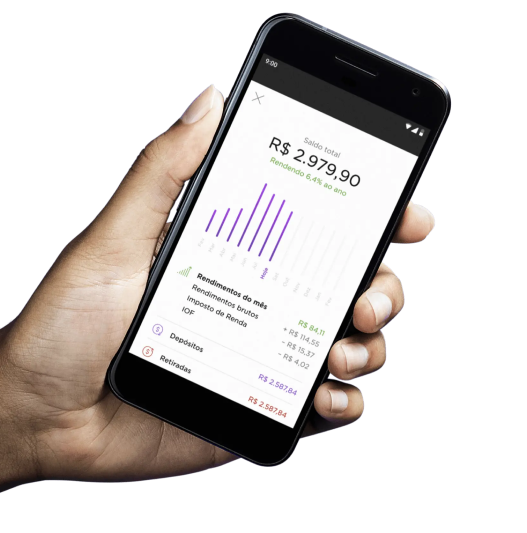 9:00
Saldo total
R$ 2.979,90
Rendendo 6,4% ao ano
Hoje
Rendimentos do mês R$ 84,11
Rendimentos brutos + R$ 114,55
Imposto de Renda - R$ 15,37
IOF - R$ 4,02
Depósitos R$ 2.587,84
Retiradas R$ 2.587,84